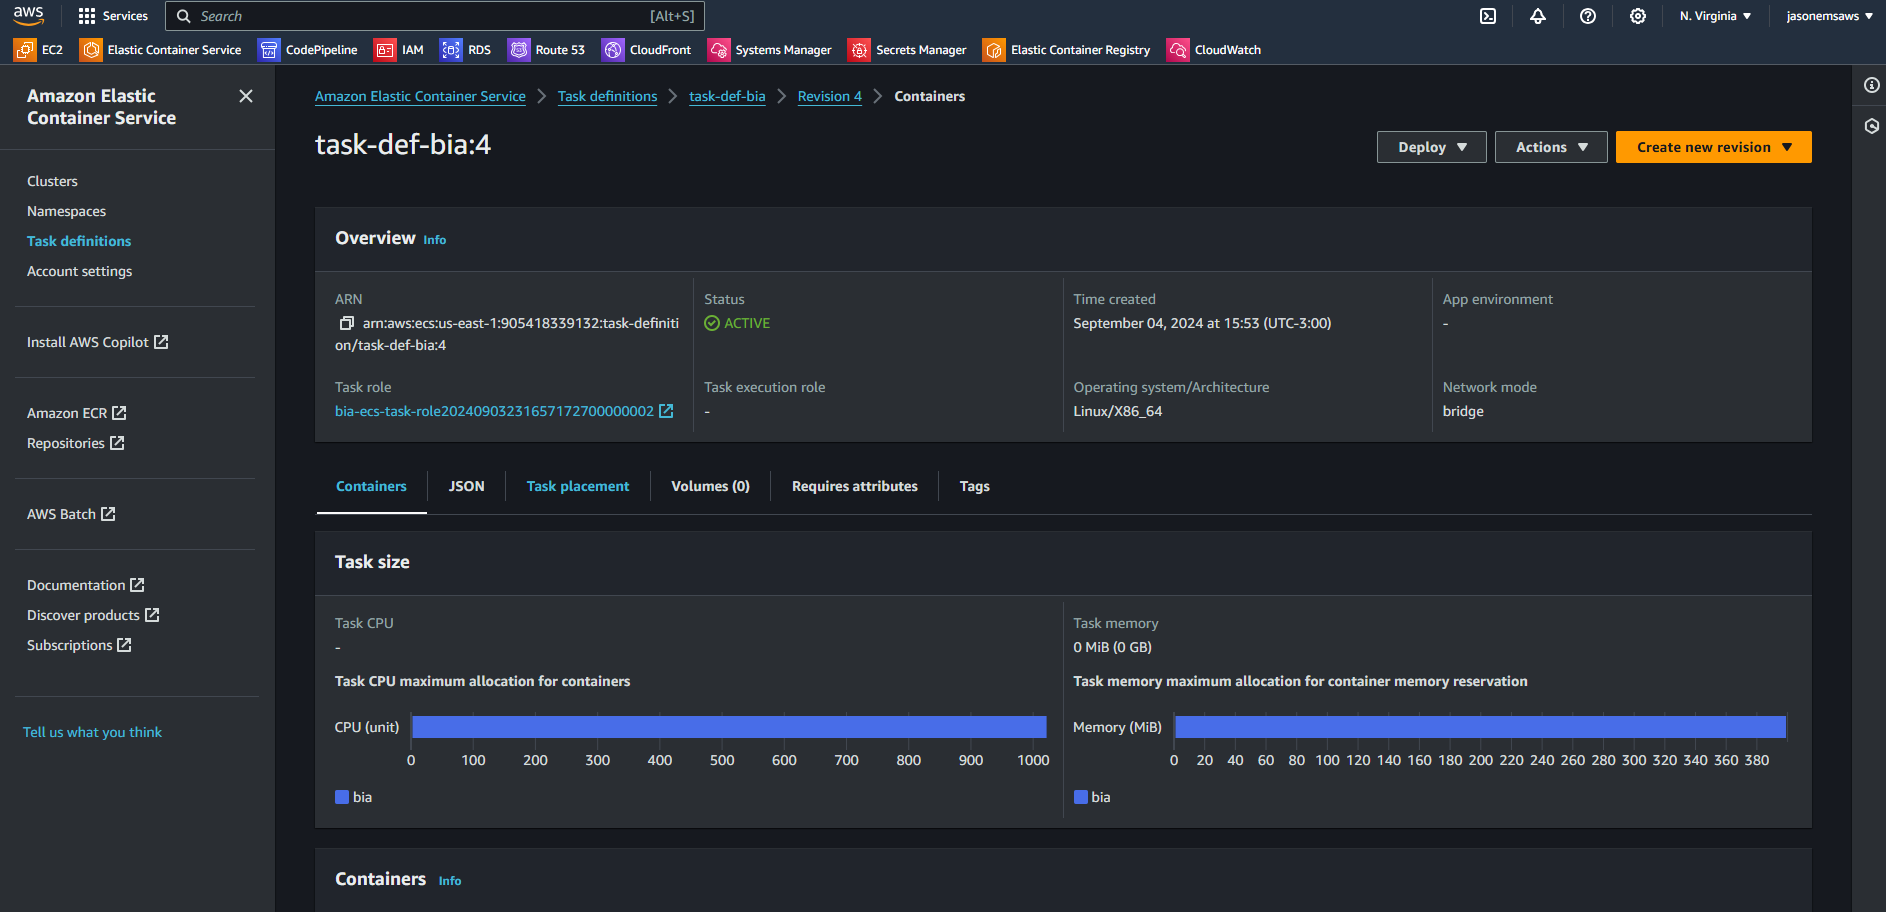 aws
Services
Search
[Alt+S]
N. Virginia
jasonemsaws
EC2
Elastic Container Service
CodePipeline
IAM
RDS
Route 53
CloudFront
Systems Manager
Secrets Manager
Elastic Container Registry
CloudWatch
Amazon Elastic
Container Service
Clusters
Namespaces
Task definitions
Account settings
Install AWS Copilot
Amazon ECR
Repositories
AWS Batch
Documentation
Discover products
Subscriptions
Tell us what you think
Amazon Elastic Container Service > Task definitions > task-def-bia > Revision 4 > Containers
task-def-bia:4
Deploy
Actions
Create new revision
Overview Info
ARN
arn:aws:ecs:us-east-1:905418339132:task-definiti
on/task-def-bia:4
Status
ACTIVE
Time created
September 04, 2024 at 15:53 (UTC-3:00)
App environment
-
Task role
bia-ecs-task-role20240903231657172700000002
Task execution role
-
Operating system/Architecture
Linux/X86_64
Network mode
bridge
Containers
JSON
Task placement
Volumes (0)
Requires attributes
Tags
Task size
Task CPU
-
Task CPU maximum allocation for containers
CPU (unit)
0 100 200 300 400 500 600 700 800 900 1000
bia
Task memory
0 MiB (0 GB)
Task memory maximum allocation for container memory reservation
Memory (MiB)
0 20 40 60 80 100 120 140 160 180 200 220 240 260 280 300 320 340 360 380
bia
Containers Info